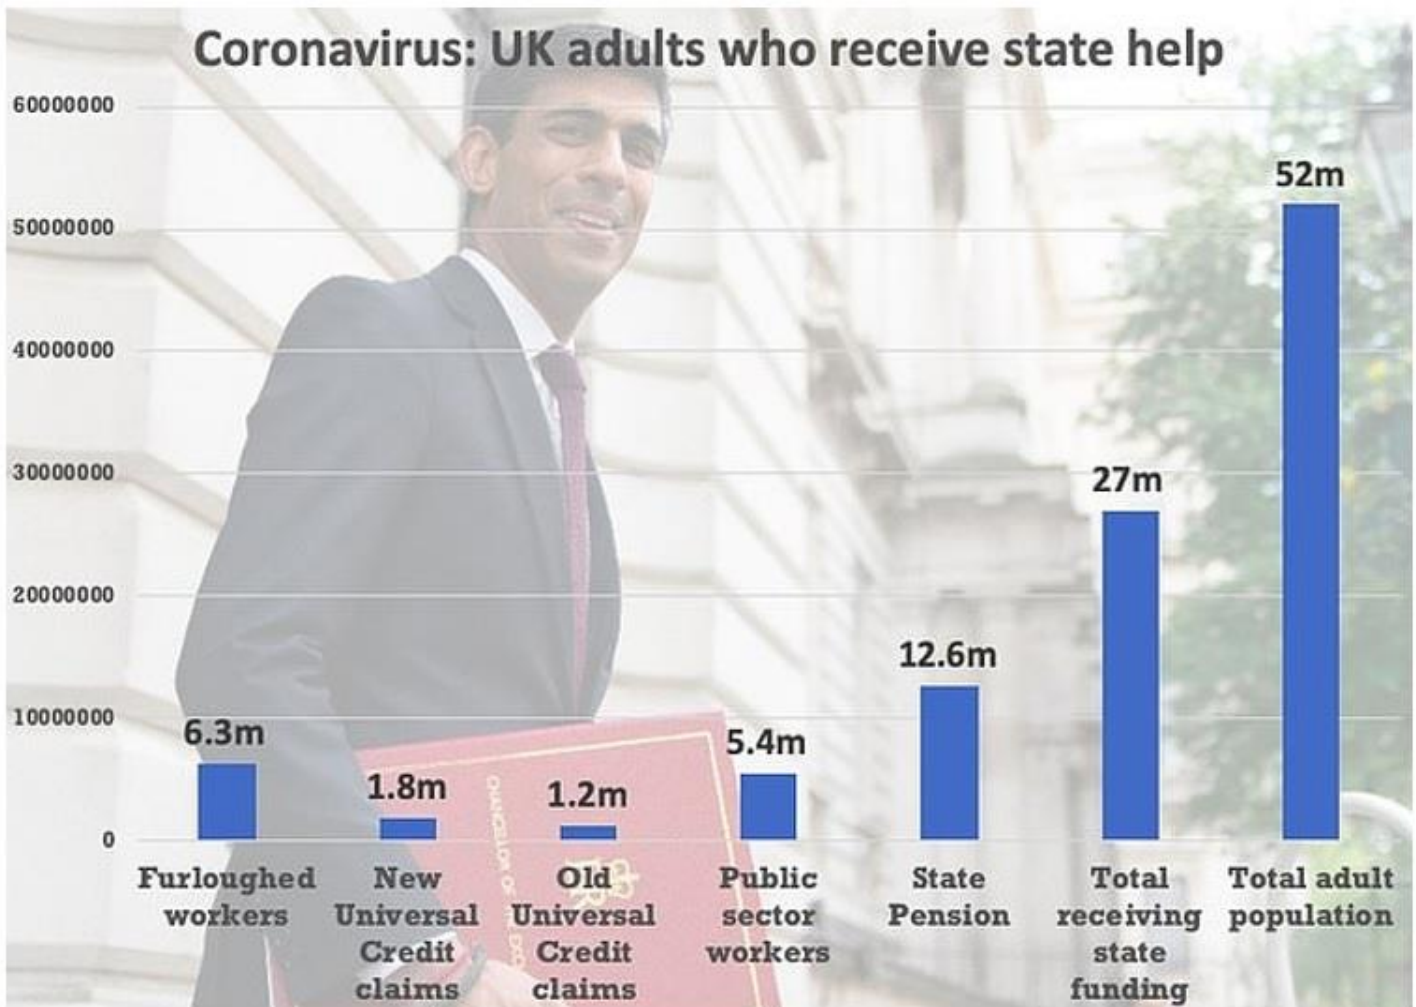 Coronavirus: UK adults who receive state help
60000000
50000000
40000000
30000000
20000000
10000000
0
6.3m
1.8m
1.2m
5.4m
12.6m
27m
52m
Furloughed
workers
New
Universal
Credit
claims
Old
Universal
Credit
claims
Public
sector
workers
State
Pension
Total
receiving
state
funding
Total adult
population
CHANCELLOR OF